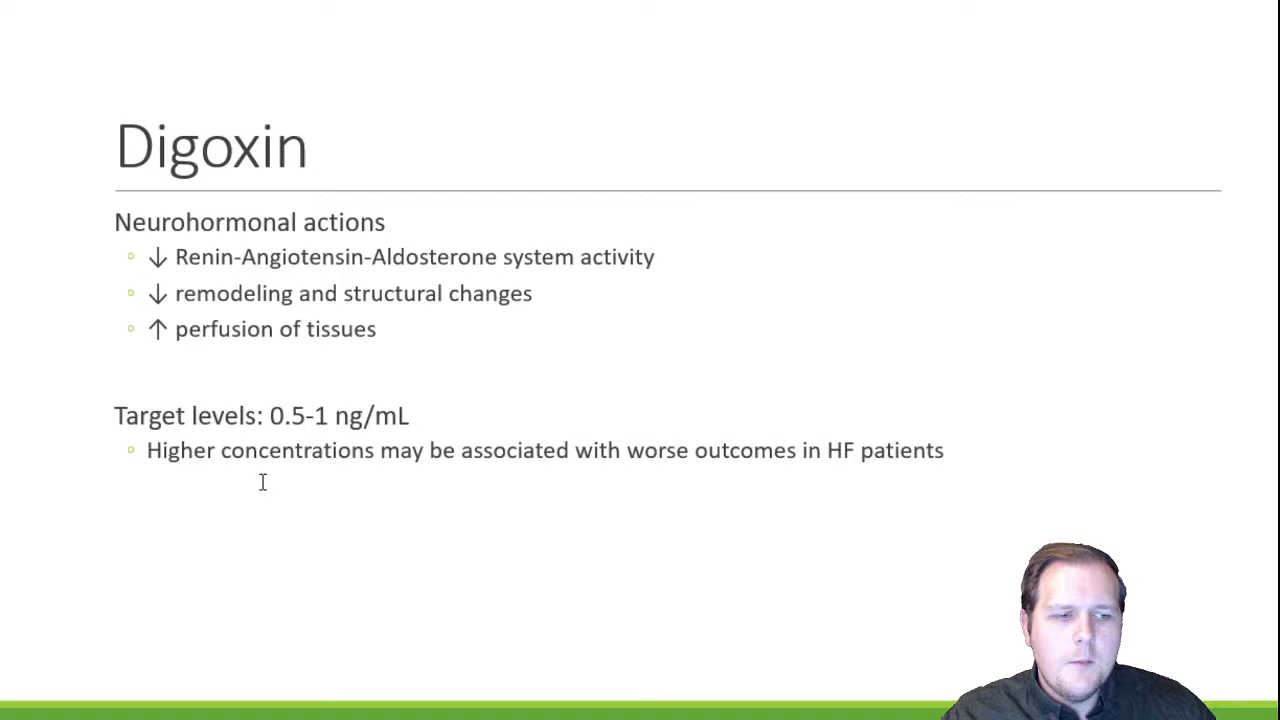 Digoxin
Neurohormonal actions
↓ Renin-Angiotensin-Aldosterone system activity
↓ remodeling and structural changes
↑ perfusion of tissues
Target levels: 0.5-1 ng/mL
Higher concentrations may be associated with worse outcomes in HF patients